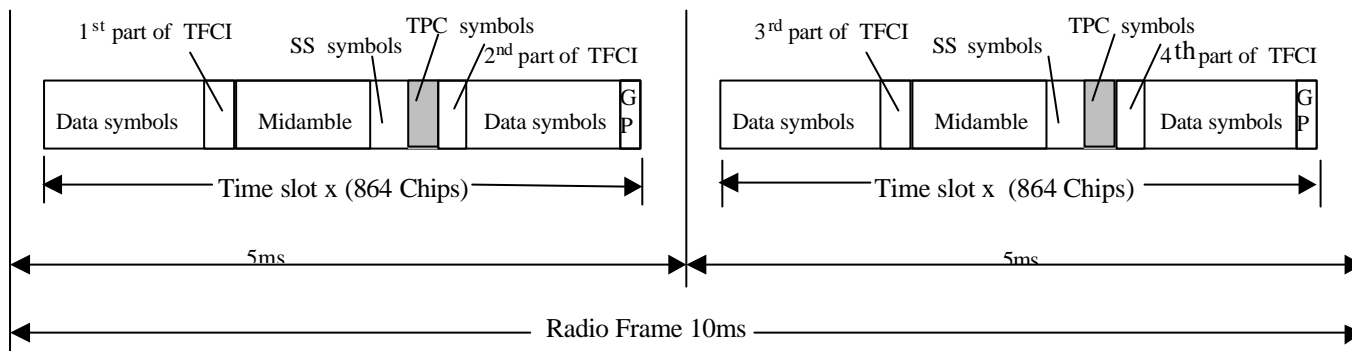 1st part of TFCI
SS symbols
TPC symbols
2nd part of TFCI
Data symbols
Midamble
Data symbols
G
P
Time slot x (864 Chips)
3rd part of TFCI
SS symbols
TPC symbols
4th part of TFCI
Data symbols
Midamble
Data symbols
G
P
Time slot x (864 Chips)
5ms
5ms
Radio Frame 10ms